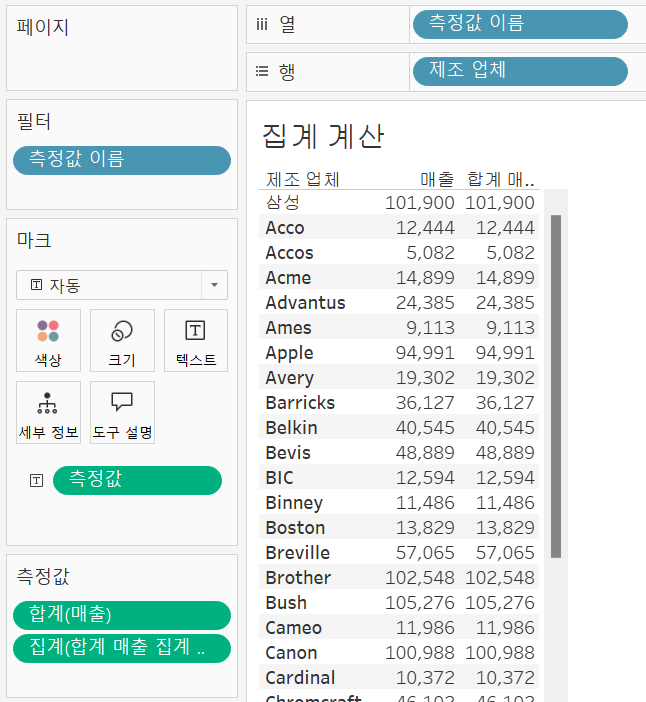 페이지
필터
측정값 이름
마크
자동
색상 크기 텍스트
세부 정보 도구 설명
측정값
측정값
합계(매출)
집계(합계 매출 집계 ..
열 측정값 이름
행 제조 업체
집계 계산
제조 업체 매출 합계 매..
삼성 101,900 101,900
Acco 12,444 12,444
Accos 5,082 5,082
Acme 14,899 14,899
Advantus 24,385 24,385
Ames 9,113 9,113
Apple 94,991 94,991
Avery 19,302 19,302
Barricks 36,127 36,127
Belkin 40,545 40,545
Bevis 48,889 48,889
BIC 12,594 12,594
Binney 11,486 11,486
Boston 13,829 13,829
Breville 57,065 57,065
Brother 102,548 102,548
Bush 105,276 105,276
Cameo 11,986 11,986
Canon 100,988 100,988
Cardinal 10,372 10,372
Chromcraft 46,103 46,103